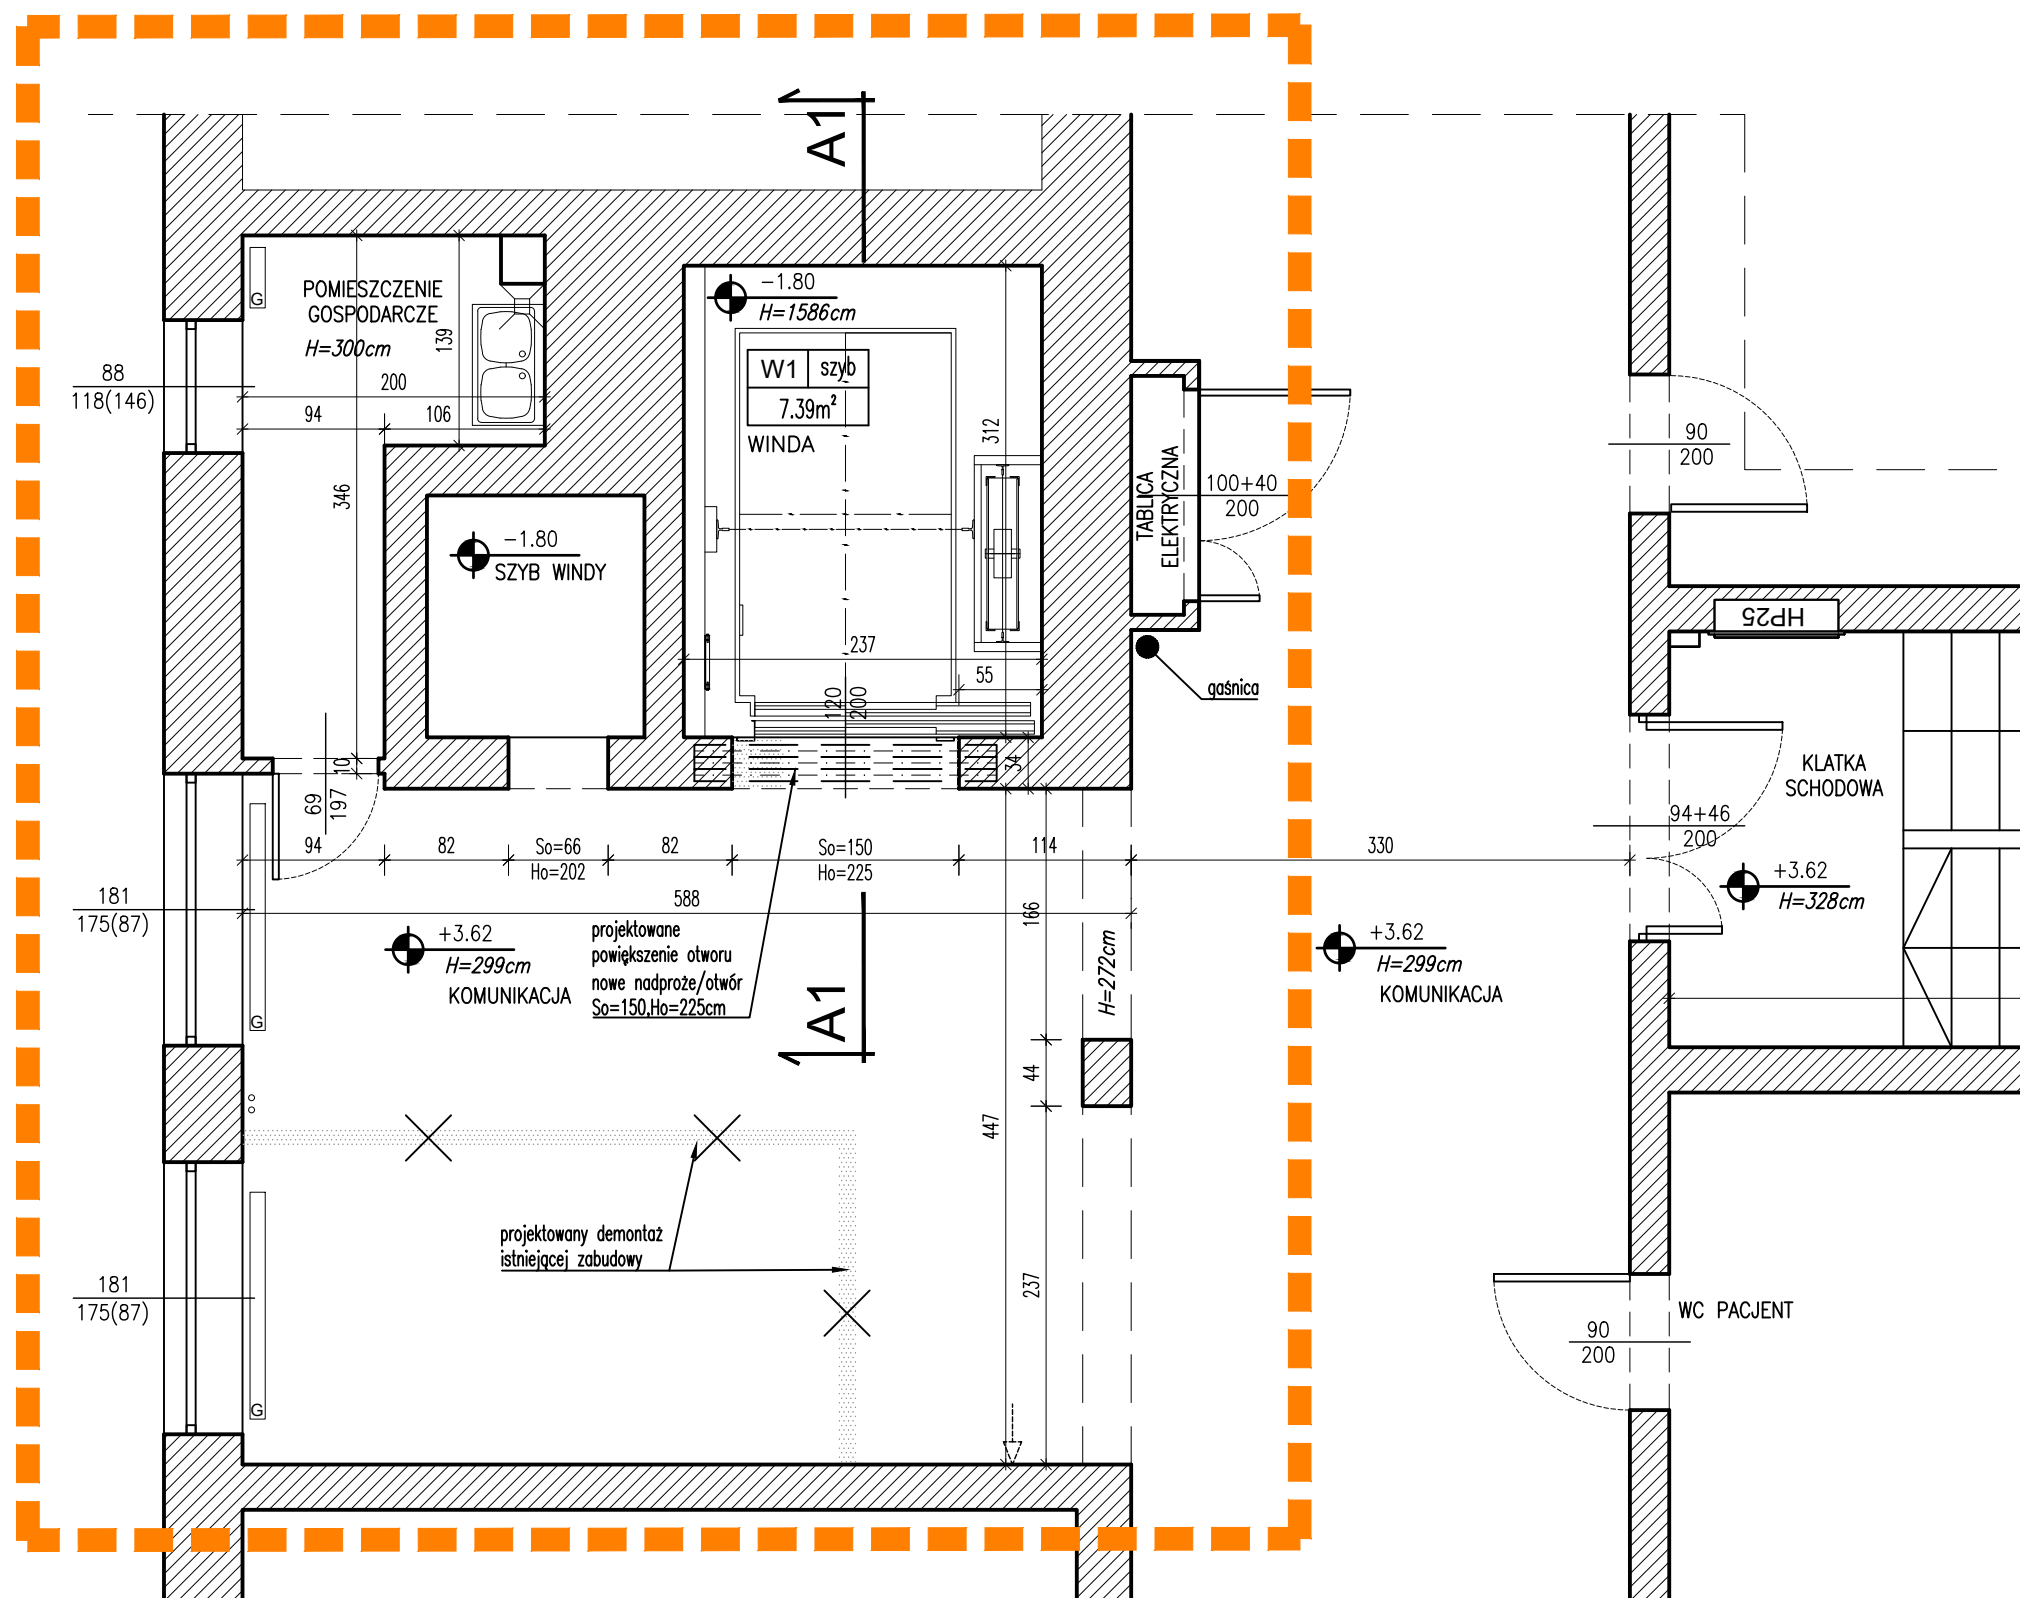 A1
POMIESZCZENIE
GOSPODARCZE
H=300cm
G
139
200
94
106
346
88
118(146)
-1.80
H=1586cm
W1
szyb
7.39m²
WINDA
312
237
55
120
200
34
-1.80
SZYB WINDY
TABLICA
ELEKTRYCZNA
100+40
200
gaśnica
90
200
HP25
KLATKA
SCHODOWA
94+46
200
+3.62
H=328cm
10
69
197
94
82
So=66
Ho=202
82
So=150
Ho=225
114
330
588
166
181
175(87)
+3.62
H=299cm
KOMUNIKACJA
G
projektowane
powiększenie otworu
nowe nadproże/otwór
So=150,Ho=225cm
A1
H=272cm
+3.62
H=299cm
KOMUNIKACJA
44
447
237
projektowany demontaż
istniejącej zabudowy
181
175(87)
G
WC PACJENT
90
200